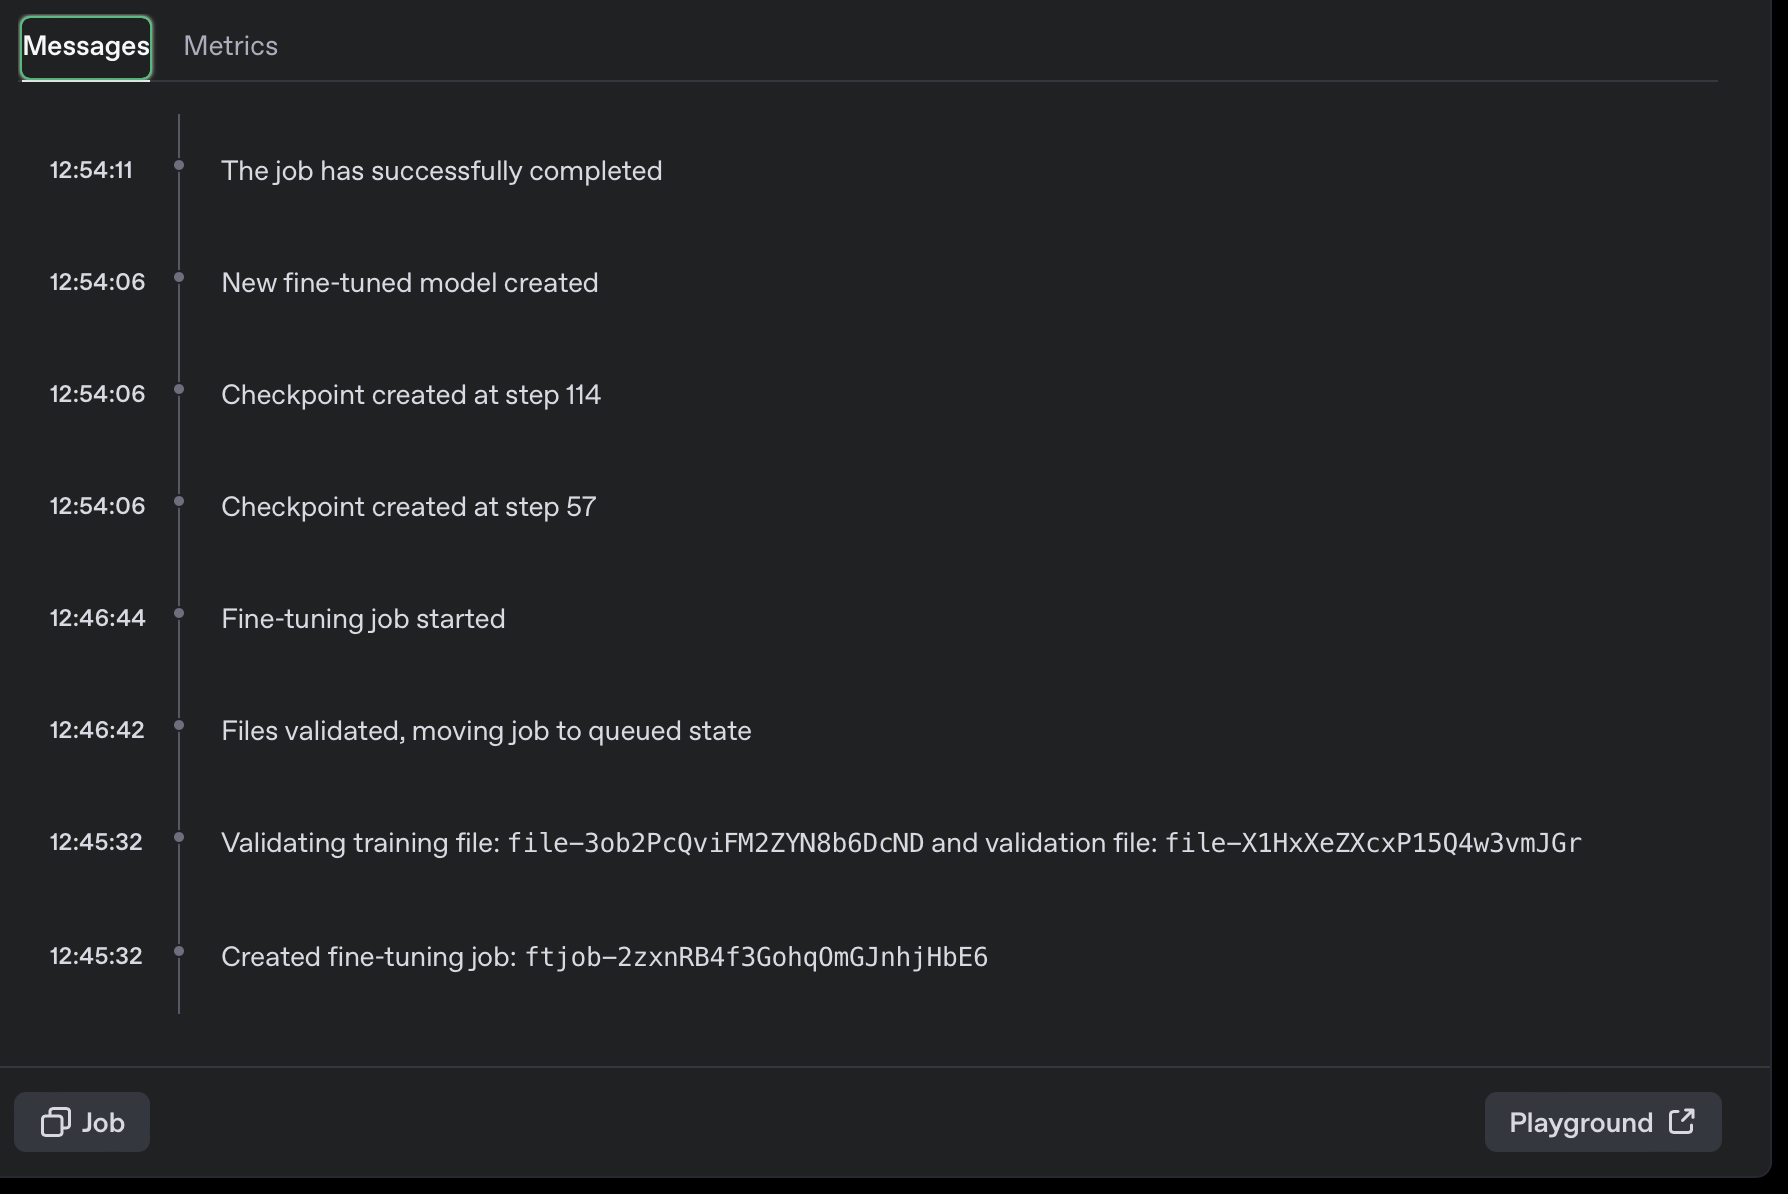 Messages Metrics
12:54:11 The job has successfully completed
12:54:06 New fine-tuned model created
12:54:06 Checkpoint created at step 114
12:54:06 Checkpoint created at step 57
12:46:44 Fine-tuning job started
12:46:42 Files validated, moving job to queued state
12:45:32 Validating training file: file-3ob2PcQviFM2ZYN8b6DcND and validation file: file-X1HxXeZXcxP15Q4w3vmJGr
12:45:32 Created fine-tuning job: ftjob-2zxnRB4f3GohqOmGJnhjHbE6
Job Playground